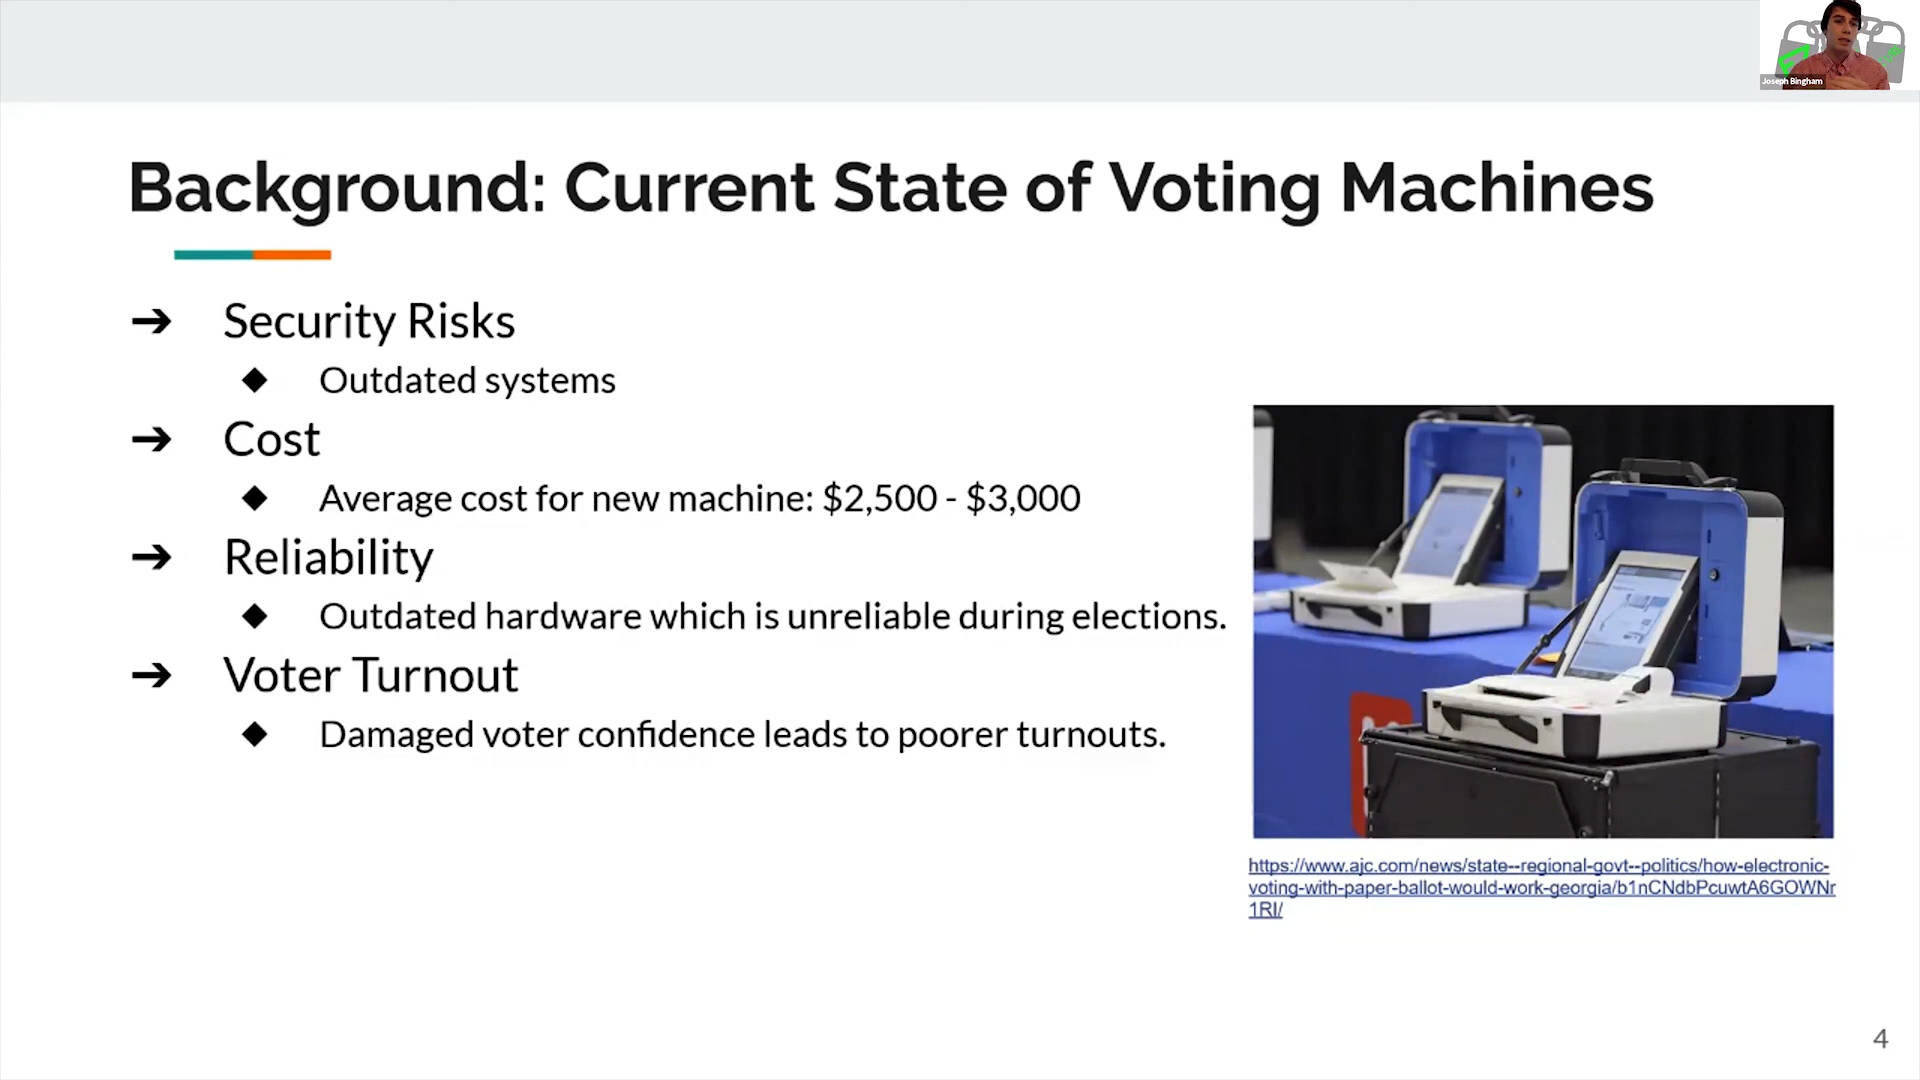 Joseph Bingham
Background: Current State of Voting Machines
➔ Security Risks
◆ Outdated systems
➔ Cost
◆ Average cost for new machine: $2,500 - $3,000
➔ Reliability
◆ Outdated hardware which is unreliable during elections.
➔ Voter Turnout
◆ Damaged voter confidence leads to poorer turnouts.
https://www.ajc.com/news/state--regional-govt--politics/how-electronic-
voting-with-paper-ballot-would-work-georgia/b1nCNdbPcuwtA6GOWNr
1RI/
4